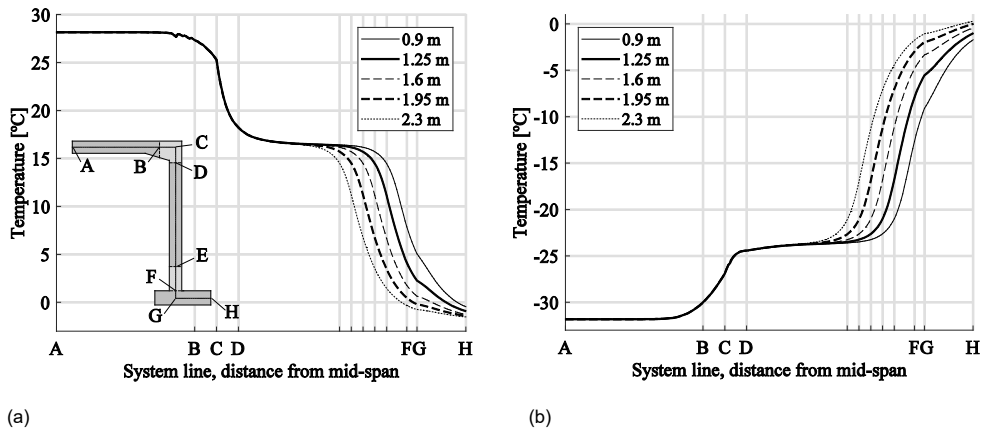 30
25
20
15
10
5
0
Temperature [ºC]
0.9 m
1.25 m
1.6 m
1.95 m
2.3 m
A
B
C
D
E
F
G
H
A B C D FG H
System line, distance from mid-span
(a)
0
-5
-10
-15
-20
-25
-30
Temperature [ºC]
0.9 m
1.25 m
1.6 m
1.95 m
2.3 m
A B C D FG H
System line, distance from mid-span
(b)